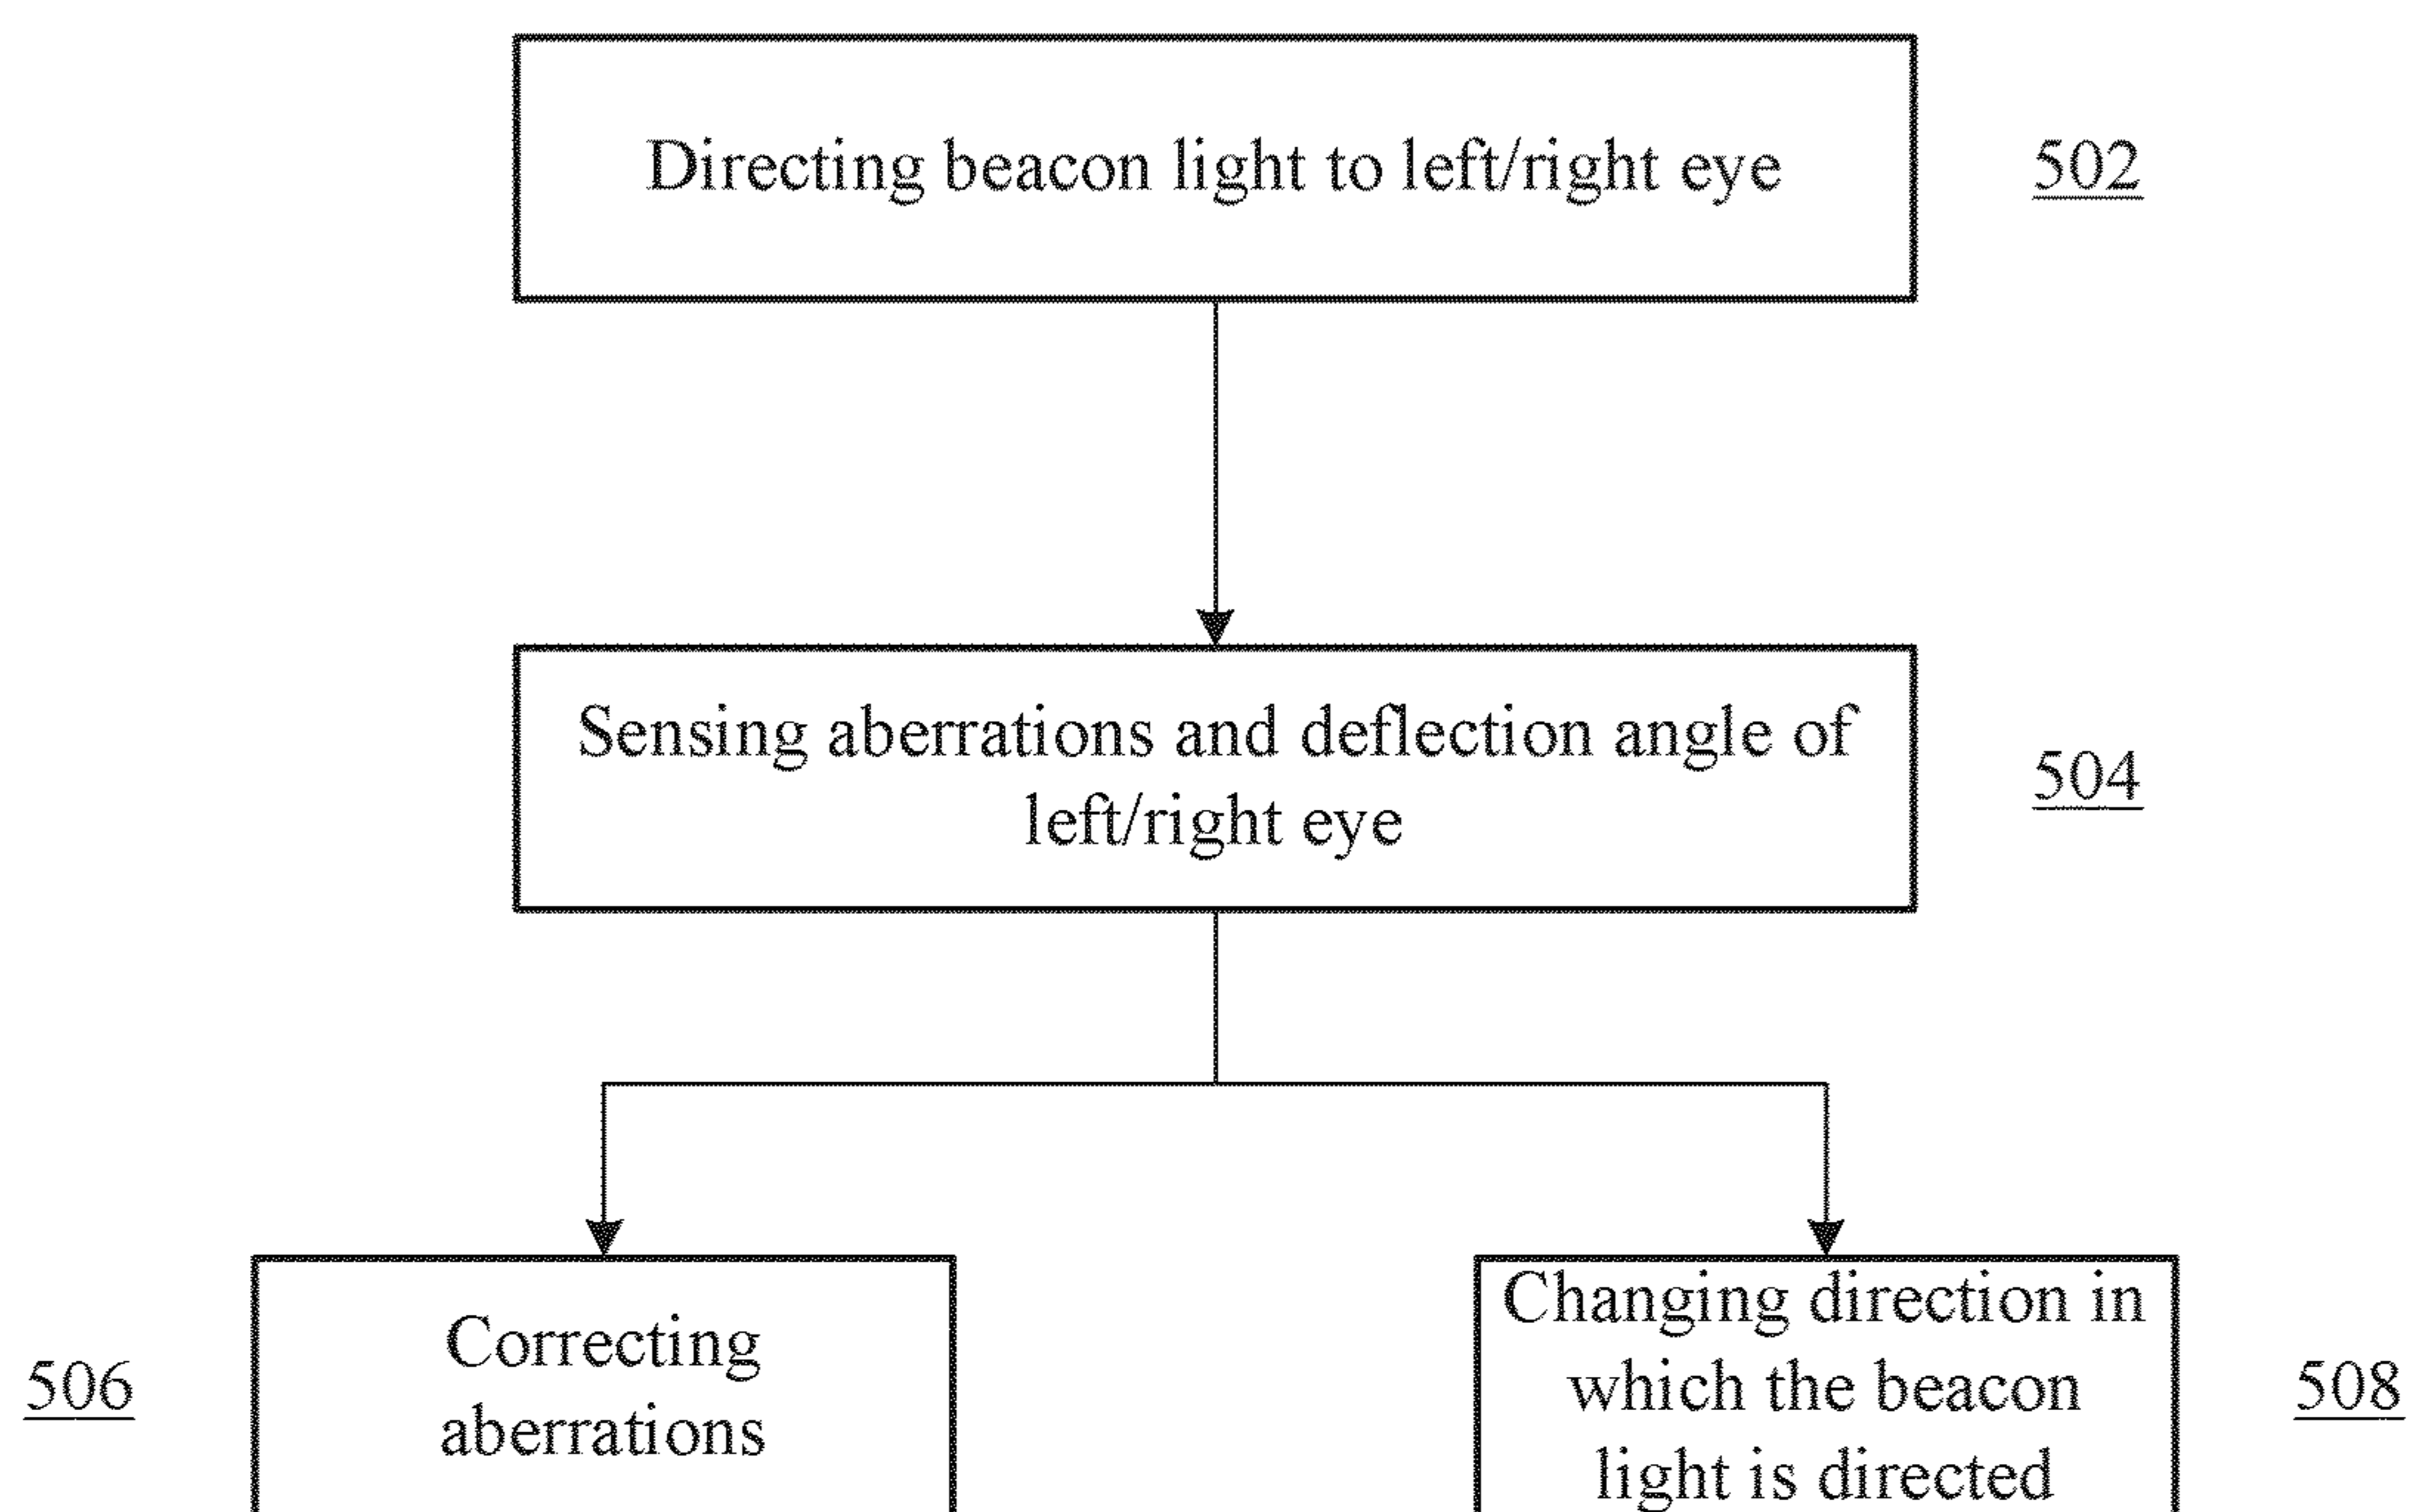 Directing beacon light to left/right eye
502
Sensing aberrations and deflection angle of
left/right eye
504
506
Correcting
aberrations
Changing direction in
which the beacon
light is directed
508